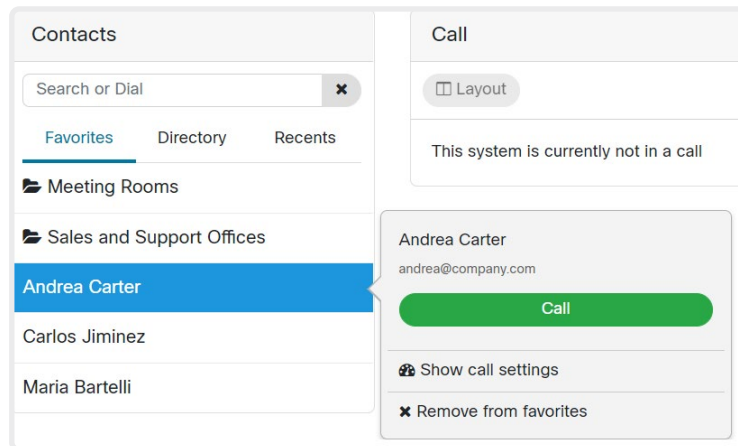 Contacts
Search or Dial
Favorites Directory Recents
Meeting Rooms
Sales and Support Offices
Andrea Carter
Carlos Jiminez
Maria Bartelli
Call
Layout
This system is currently not in a call
Andrea Carter
andrea@company.com
Call
Show call settings
Remove from favorites